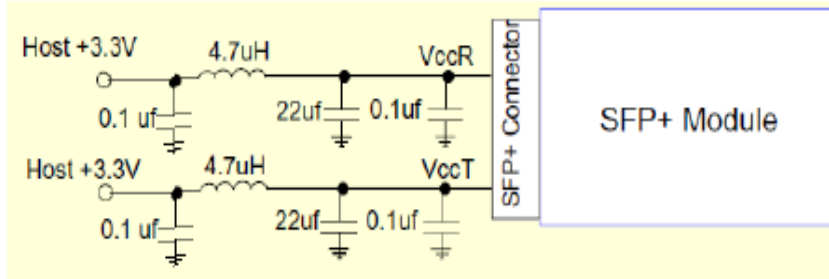 Host +3.3V
4.7uH
VccR
0.1 uf
22uf
0.1uf
Host +3.3V
4.7uH
VccT
0.1 uf
22uf
0.1uf
SFP+ Connector
SFP+ Module